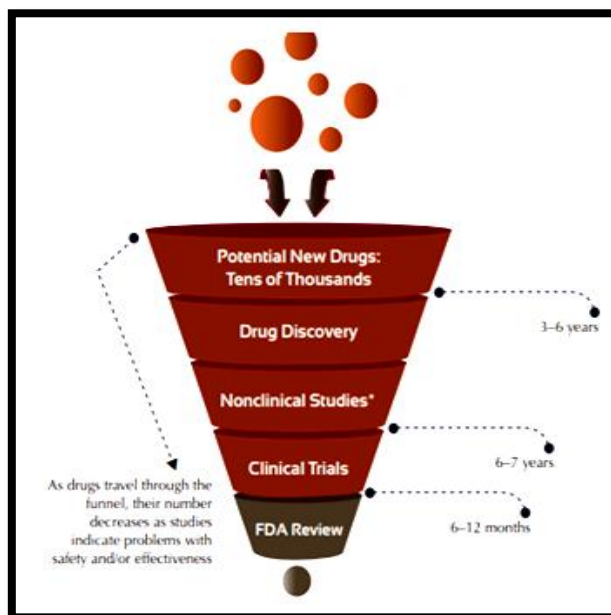 Potential New Drugs:
Tens of Thousands
Drug Discovery
3–6 years
Nonclinical Studies*
6–7 years
Clinical Trials
As drugs travel through the
funnel, their number
decreases as studies
indicate problems with
safety and/or effectiveness
FDA Review
6–12 months